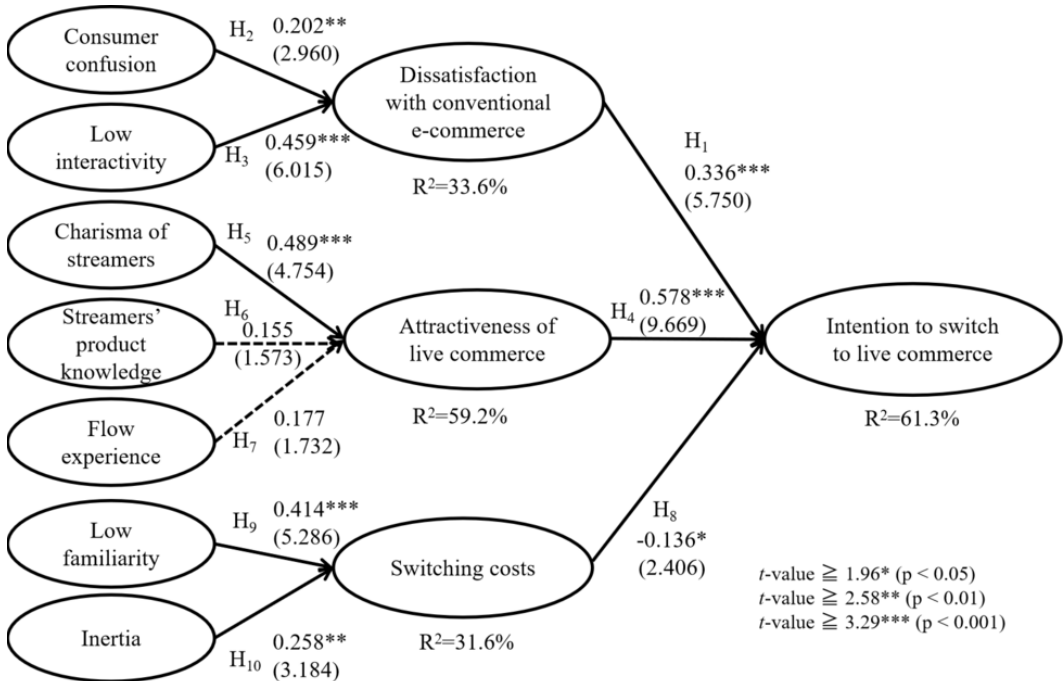 Consumer
confusion
H2
0.202**
(2.960)
Low
interactivity
H3
0.459***
(6.015)
Dissatisfaction
with conventional
e-commerce
R²=33.6%
H1
0.336***
(5.750)
Charisma of
streamers
H5
0.489***
(4.754)
Streamers’
product
knowledge
H6
0.155
(1.573)
Flow
experience
H7
0.177
(1.732)
Attractiveness of
live commerce
R²=59.2%
H4
0.578***
(9.669)
Intention to switch
to live commerce
R²=61.3%
Low
familiarity
H9
0.414***
(5.286)
Inertia
H10
0.258**
(3.184)
Switching costs
R²=31.6%
H8
-0.136*
(2.406)
t-value ≧ 1.96* (p < 0.05)
t-value ≧ 2.58** (p < 0.01)
t-value ≧ 3.29*** (p < 0.001)